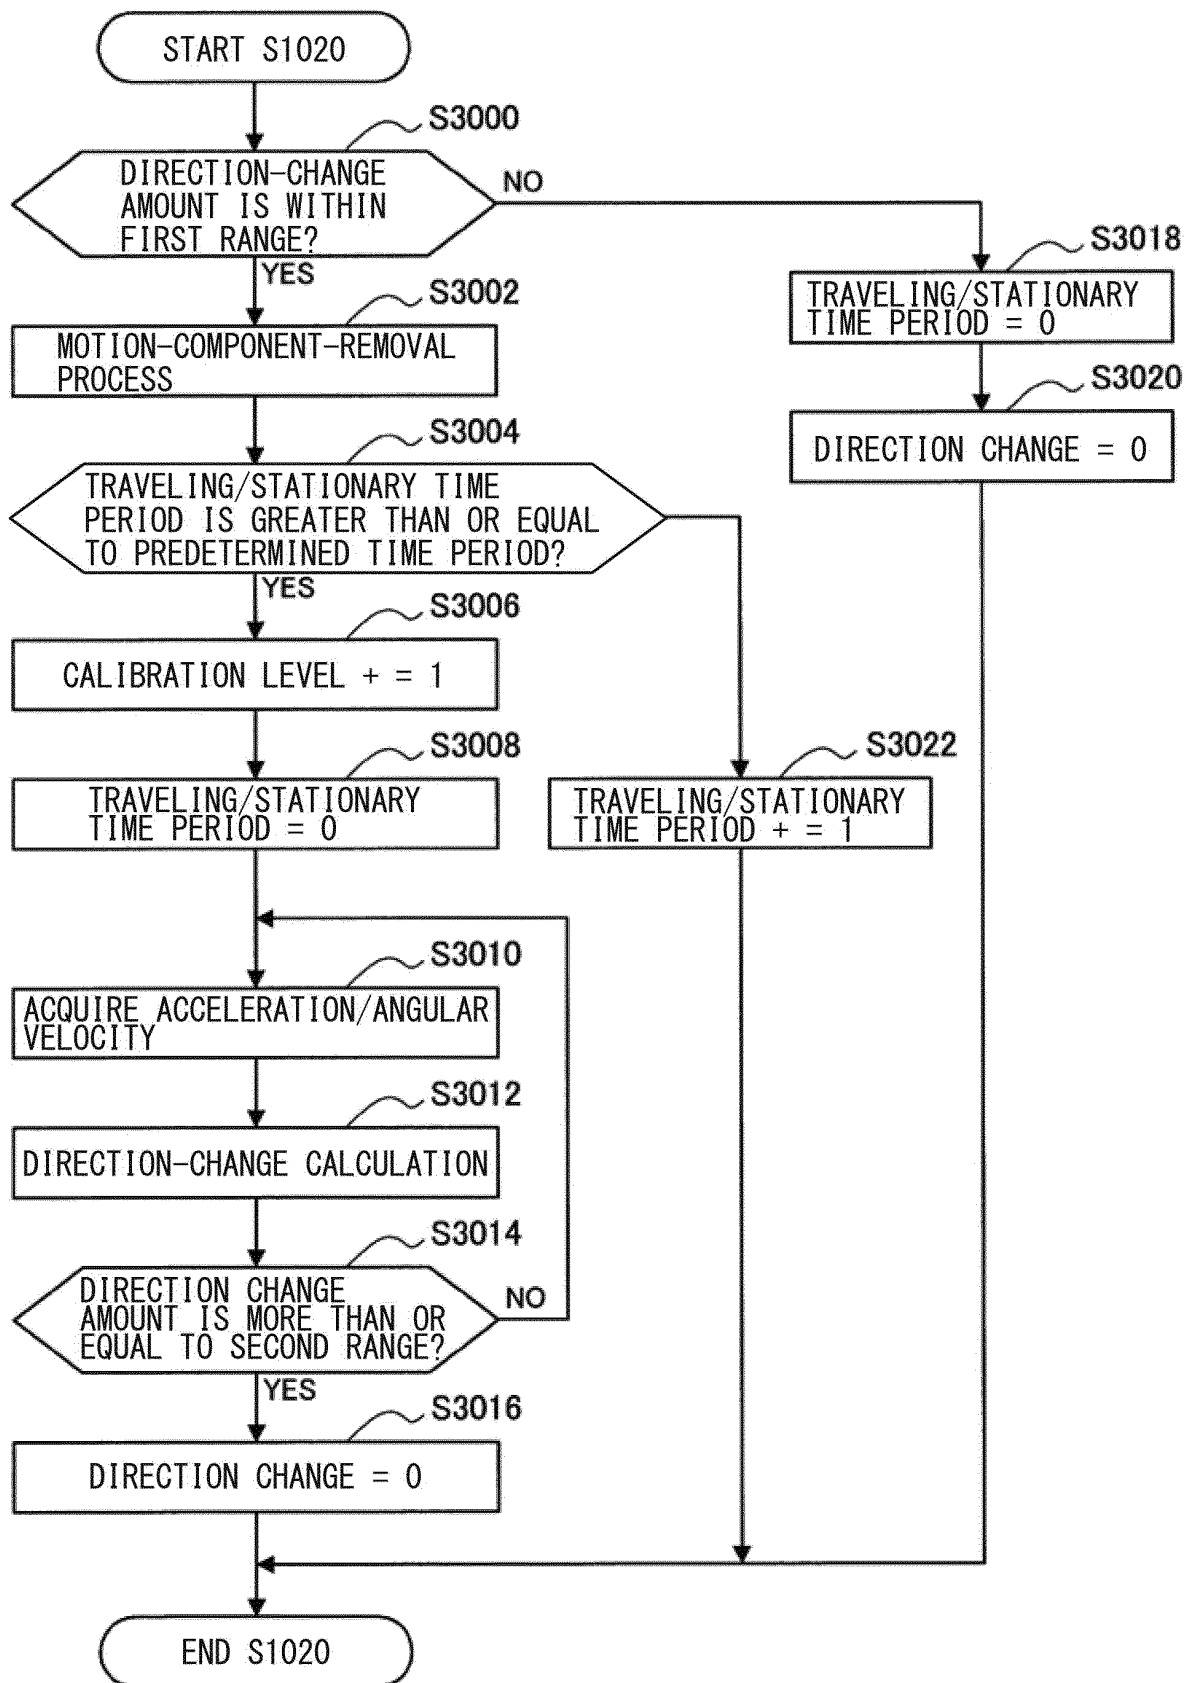 START S1020
S3000
DIRECTION-CHANGE
AMOUNT IS WITHIN
FIRST RANGE?
NO
YES
S3002
MOTION-COMPONENT-REMOVAL
PROCESS
S3018
TRAVELING/STATIONARY
TIME PERIOD = 0
S3020
DIRECTION CHANGE = 0
S3004
TRAVELING/STATIONARY TIME
PERIOD IS GREATER THAN OR EQUAL
TO PREDETERMINED TIME PERIOD?
YES
S3006
CALIBRATION LEVEL + = 1
S3008
TRAVELING/STATIONARY
TIME PERIOD = 0
S3022
TRAVELING/STATIONARY
TIME PERIOD + = 1
S3010
ACQUIRE ACCELERATION/ANGULAR
VELOCITY
S3012
DIRECTION-CHANGE CALCULATION
S3014
DIRECTION CHANGE
AMOUNT IS MORE THAN OR
EQUAL TO SECOND RANGE?
NO
YES
S3016
DIRECTION CHANGE = 0
END S1020